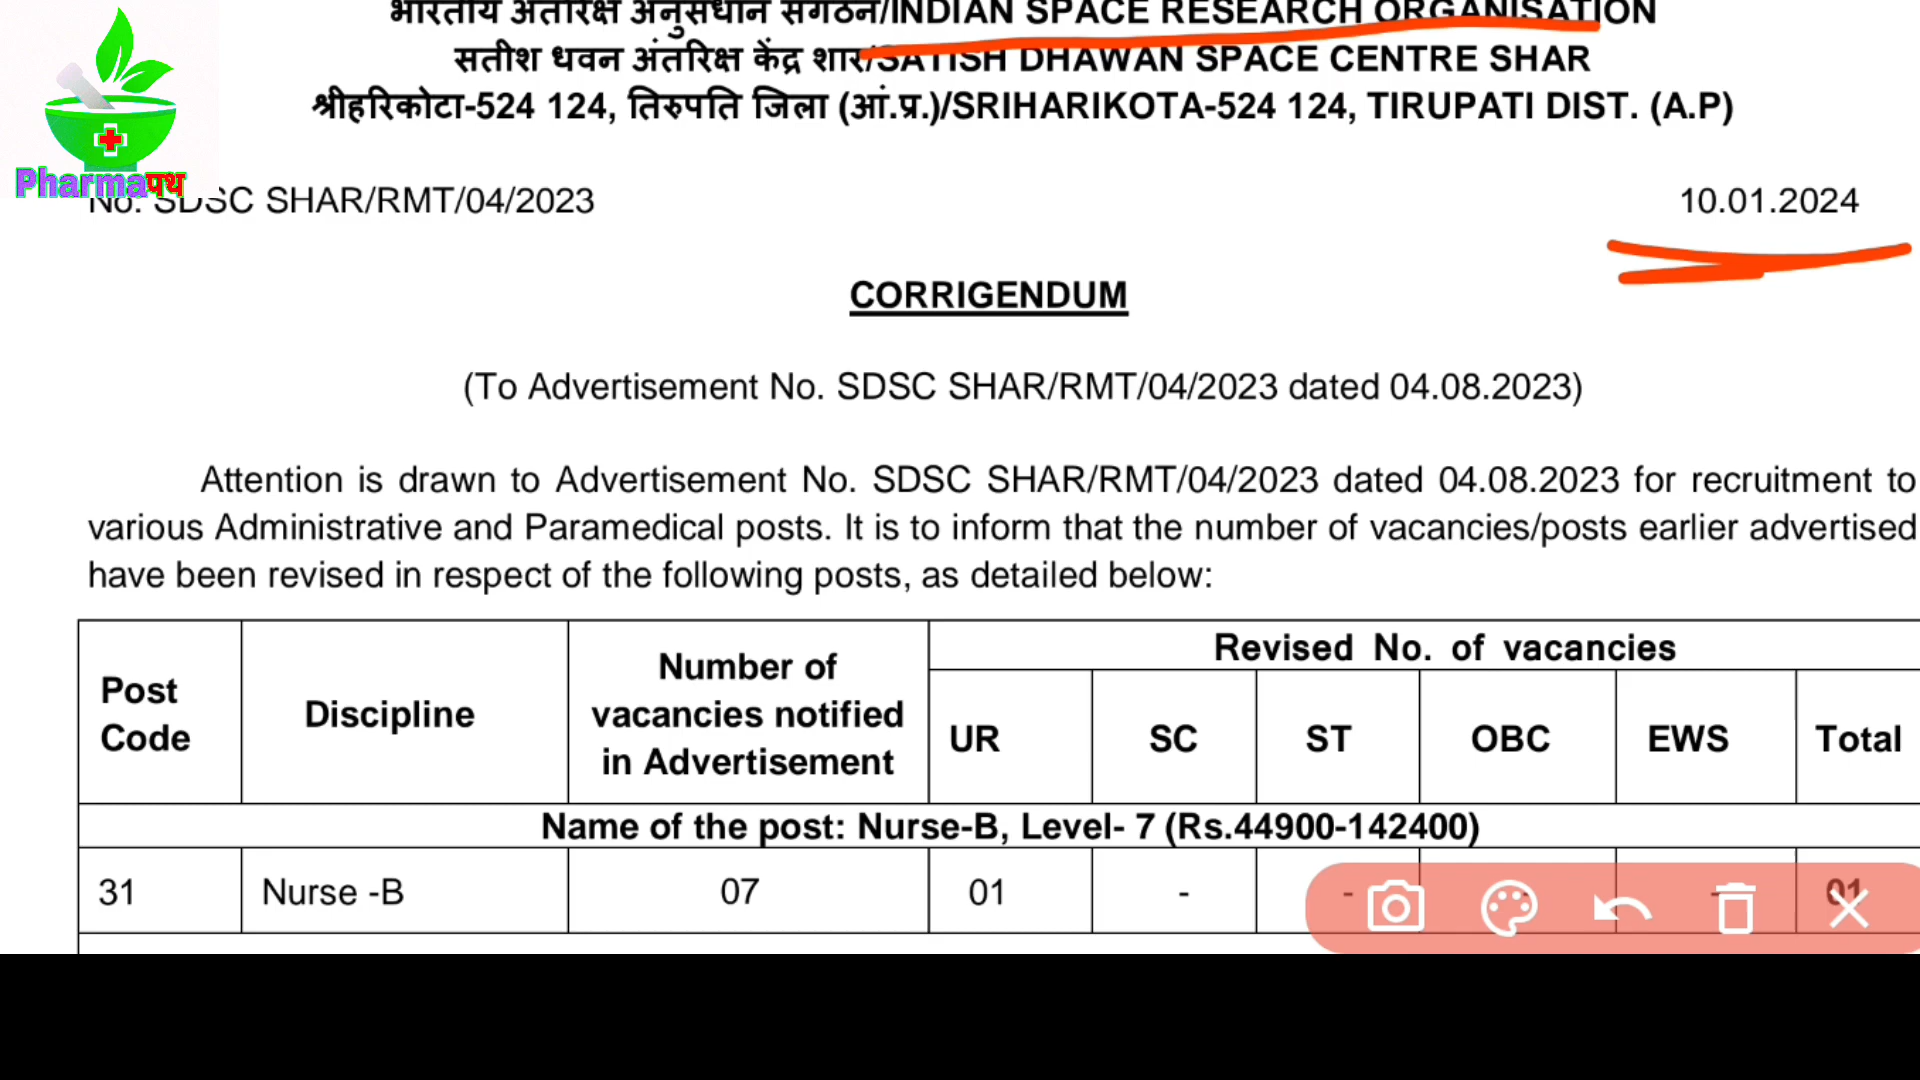 भारतीय अंतरिक्ष अनुसंधान संगठन/INDIAN SPACE RESEARCH ORGANISATION
सतीश धवन अंतरिक्ष केंद्र शार/SATISH DHAWAN SPACE CENTRE SHAR
श्रीहरिकोटा-524 124, तिरुपति जिला (आं.प्र.)/SRIHARIKOTA-524 124, TIRUPATI DIST. (A.P)
Pharmaपथ
No. SDSC SHAR/RMT/04/2023 10.01.2024
CORRIGENDUM
(To Advertisement No. SDSC SHAR/RMT/04/2023 dated 04.08.2023)
Attention is drawn to Advertisement No. SDSC SHAR/RMT/04/2023 dated 04.08.2023 for recruitment to
various Administrative and Paramedical posts. It is to inform that the number of vacancies/posts earlier advertised
have been revised in respect of the following posts, as detailed below:
Post Code Discipline Number of vacancies notified in Advertisement Revised No. of vacancies
UR SC ST OBC EWS Total
Name of the post: Nurse-B, Level- 7 (Rs.44900-142400)
31 Nurse -B 07 01 - - - 01